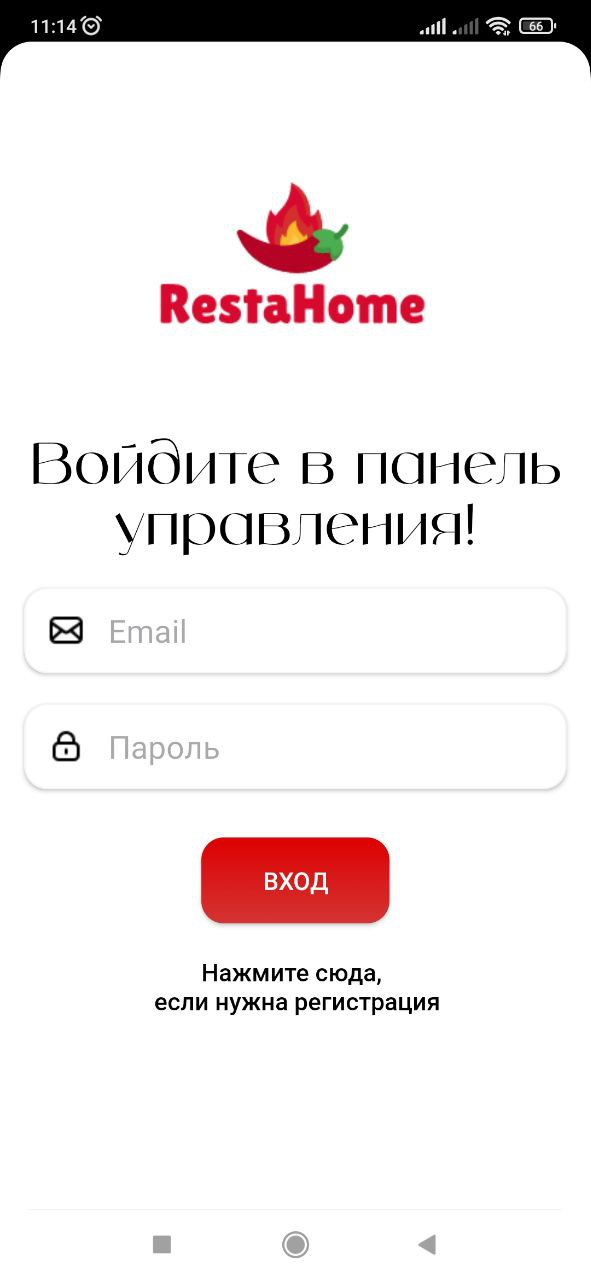 11:14
66
RestaHome
Войдите в панель
управления!
Email
Пароль
ВХОД
Нажмите сюда,
если нужна регистрация